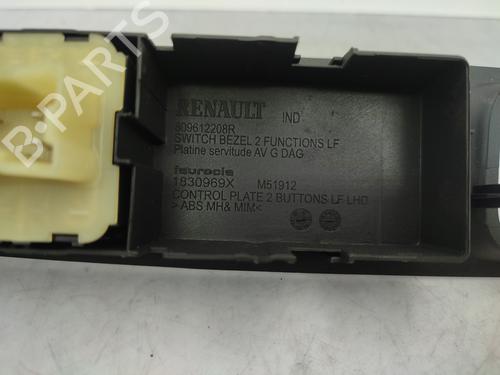 RENAULT IND
809612208R
SWITCH BEZEL 2 FUNCTIONS LF
Platine servitude AV G DAG
faurecia
1830969X M51912
CONTROL PLATE 2 BUTTONS LF LHD
>ABS MH& MIM<